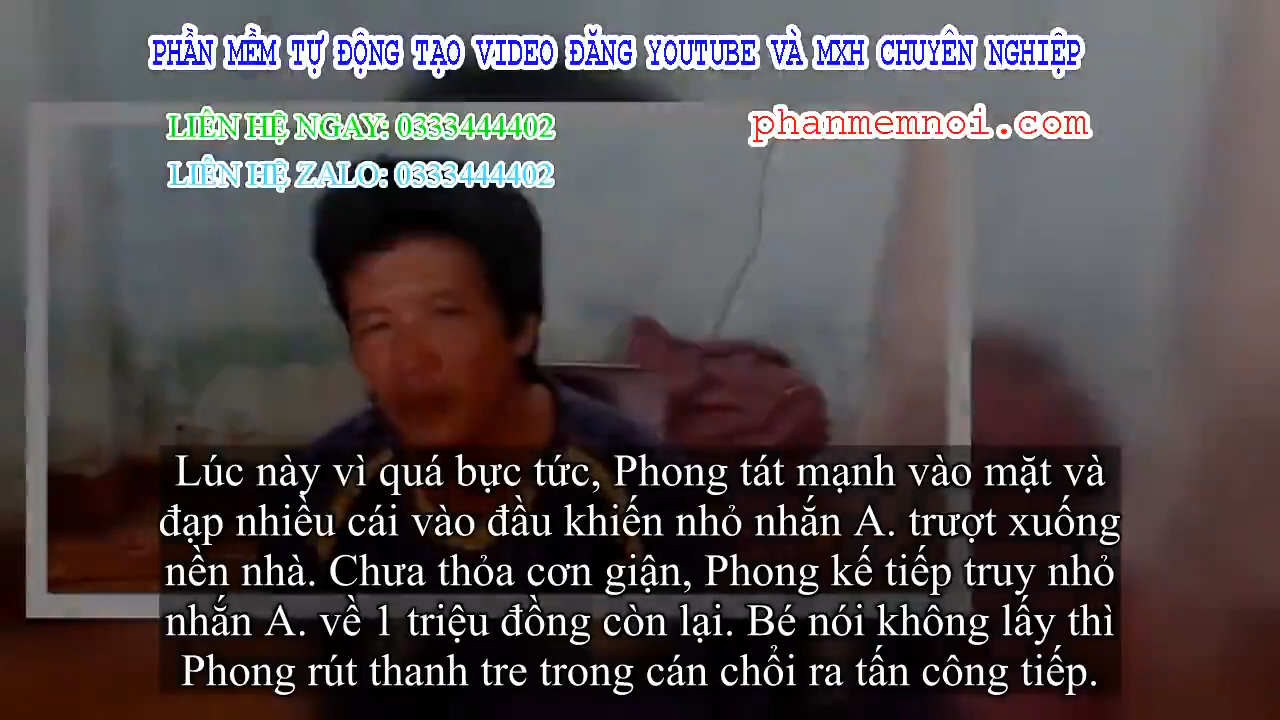 PHẦN MỀM TỰ ĐỘNG TẠO VIDEO ĐĂNG YOUTUBE VÀ MXH CHUYÊN NGHIỆP
LIÊN HỆ NGAY: 0333444402
phanmemnoi.com
LIÊN HỆ ZALO: 0333444402
Lúc này vì quá bực tức, Phong tát mạnh vào mặt và
đạp nhiều cái vào đầu khiến nhỏ nhắn A. trượt xuống
nền nhà. Chưa thỏa cơn giận, Phong kế tiếp truy nhỏ
nhắn A. về 1 triệu đồng còn lại. Bé nói không lấy thì
Phong rút thanh tre trong cán chổi ra tấn công tiếp.